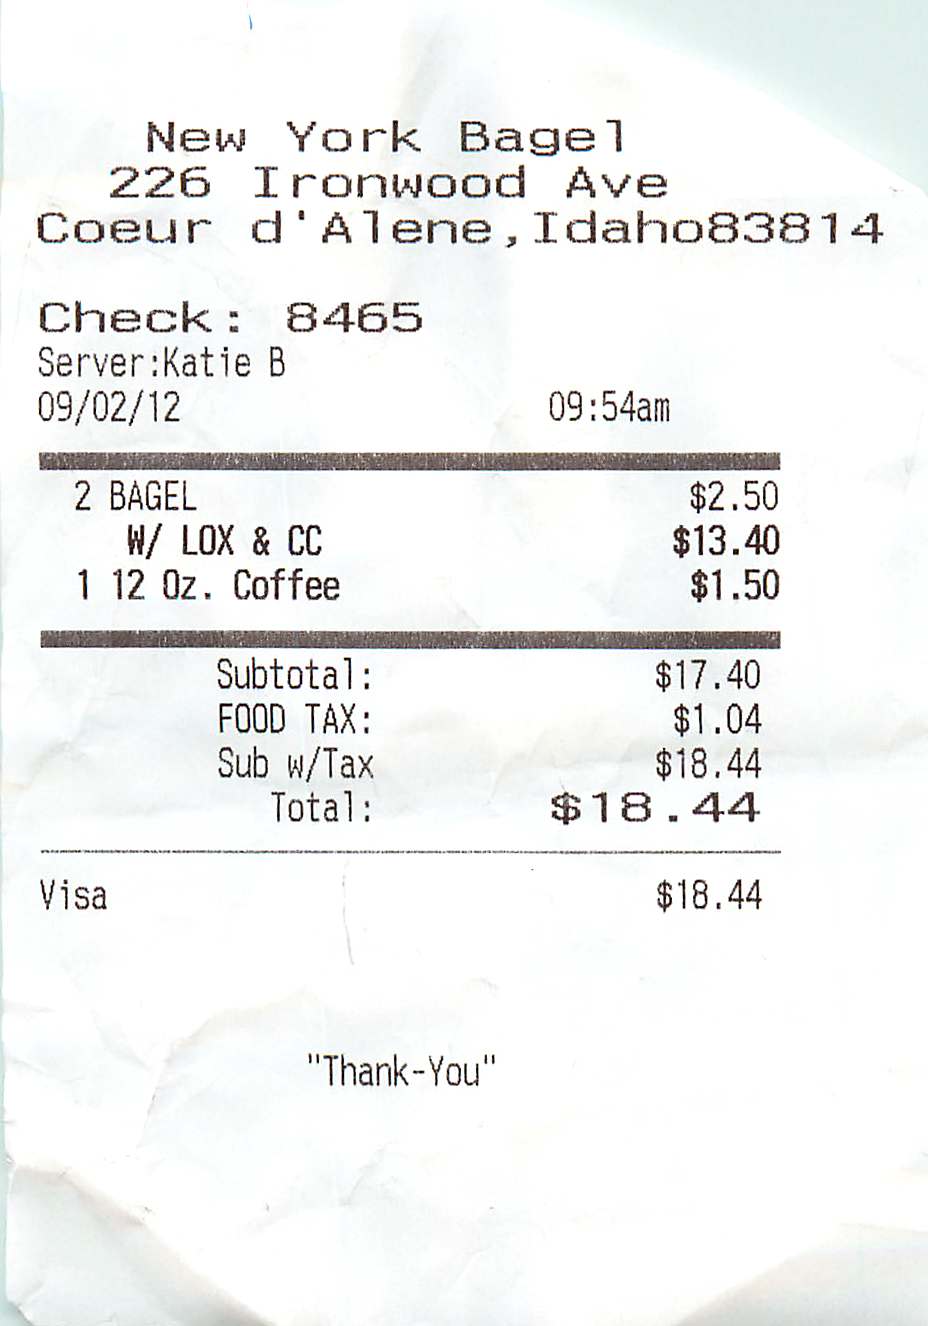 New York Bagel
226 Ironwood Ave
Coeur d'Alene,Idaho83814
Check: 8465
Server:Katie B
09/02/12 09:54am
2 BAGEL $2.50
W/ LOX & CC $13.40
1 12 Oz. Coffee $1.50
Subtotal: $17.40
FOOD TAX: $1.04
Sub w/Tax $18.44
Total: $18.44
Visa $18.44
"Thank-You"